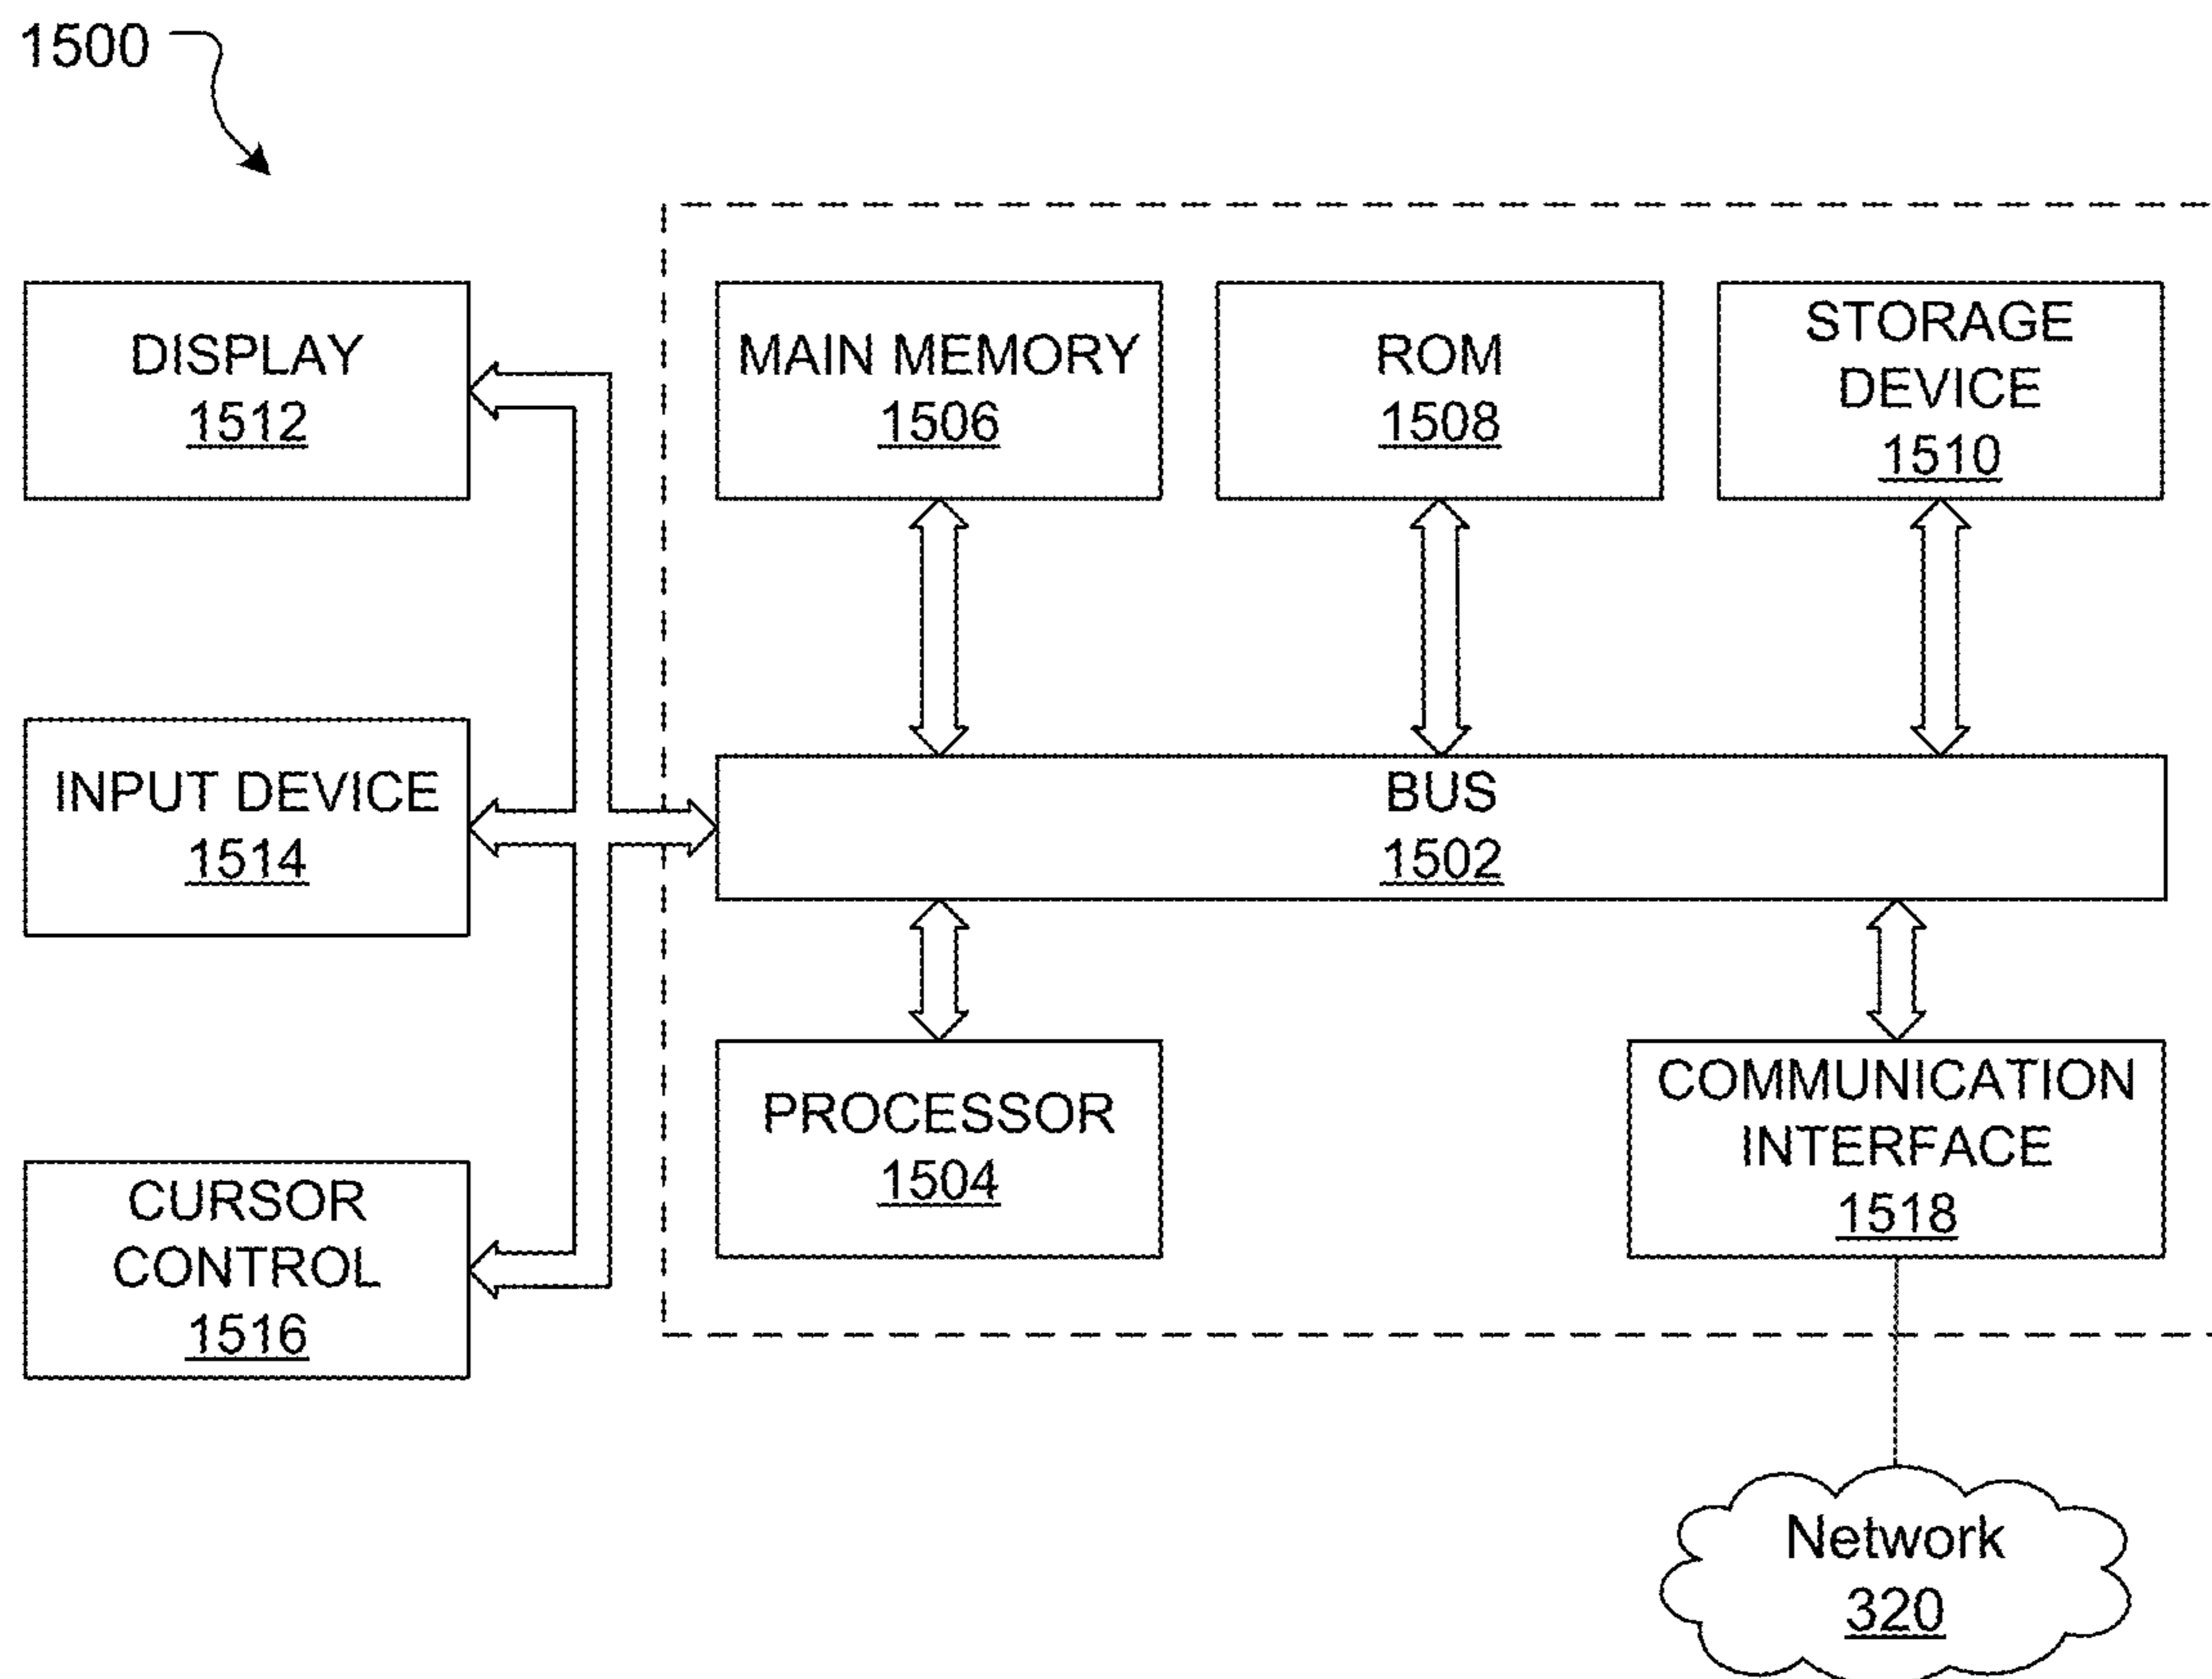 1500
DISPLAY
1512
MAIN MEMORY
1506
ROM
1508
STORAGE
DEVICE
1510
INPUT DEVICE
1514
BUS
1502
CURSOR
CONTROL
1516
PROCESSOR
1504
COMMUNICATION
INTERFACE
1518
Network
320